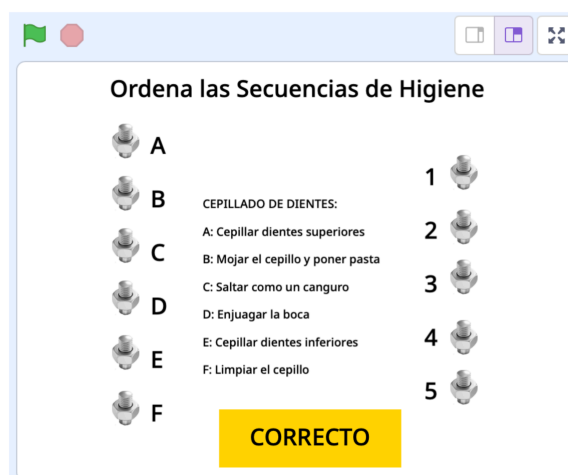 Ordena las Secuencias de Higiene
A
B
C
D
E
F
CEPILLADO DE DIENTES:
A: Cepillar dientes superiores
B: Mojar el cepillo y poner pasta
C: Saltar como un canguro
D: Enjuagar la boca
E: Cepillar dientes inferiores
F: Limpiar el cepillo
1
2
3
4
5
CORRECTO